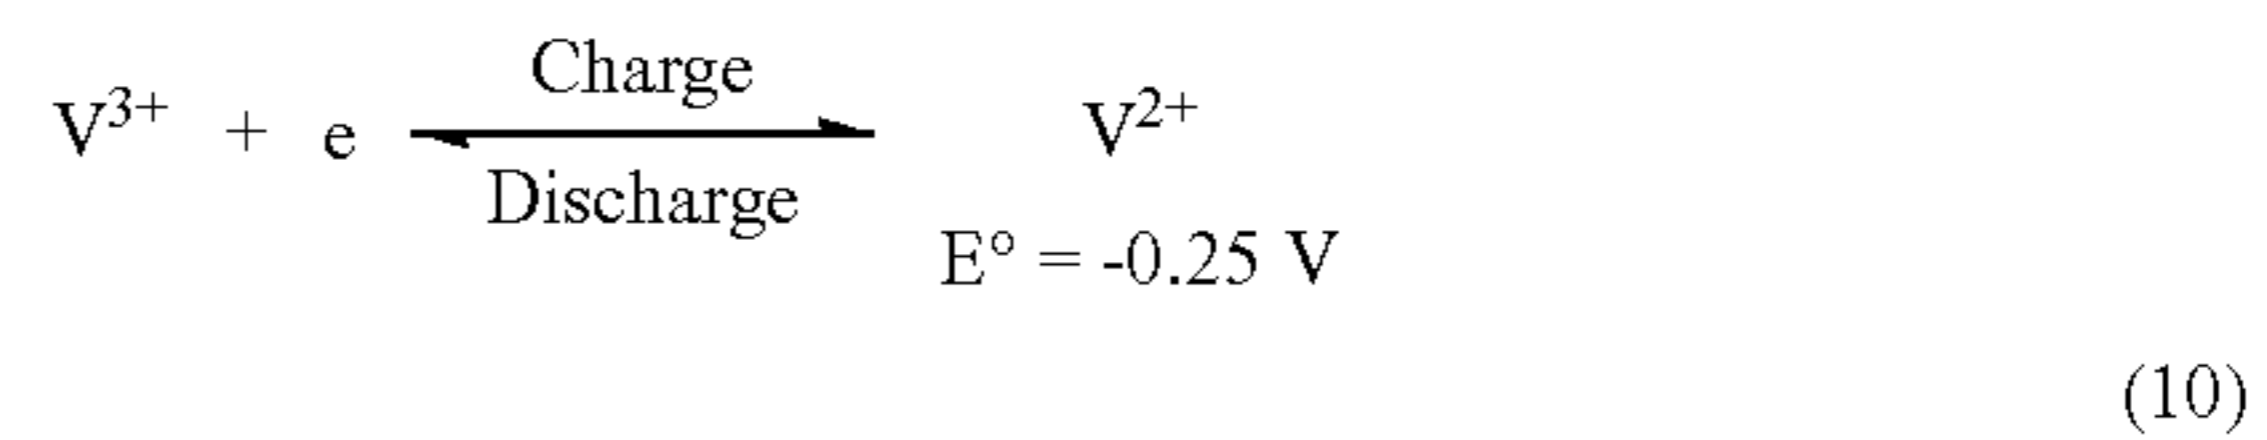 Charge
V³⁺ + e ⇌ V²⁺
Discharge
E° = -0.25 V
(10)